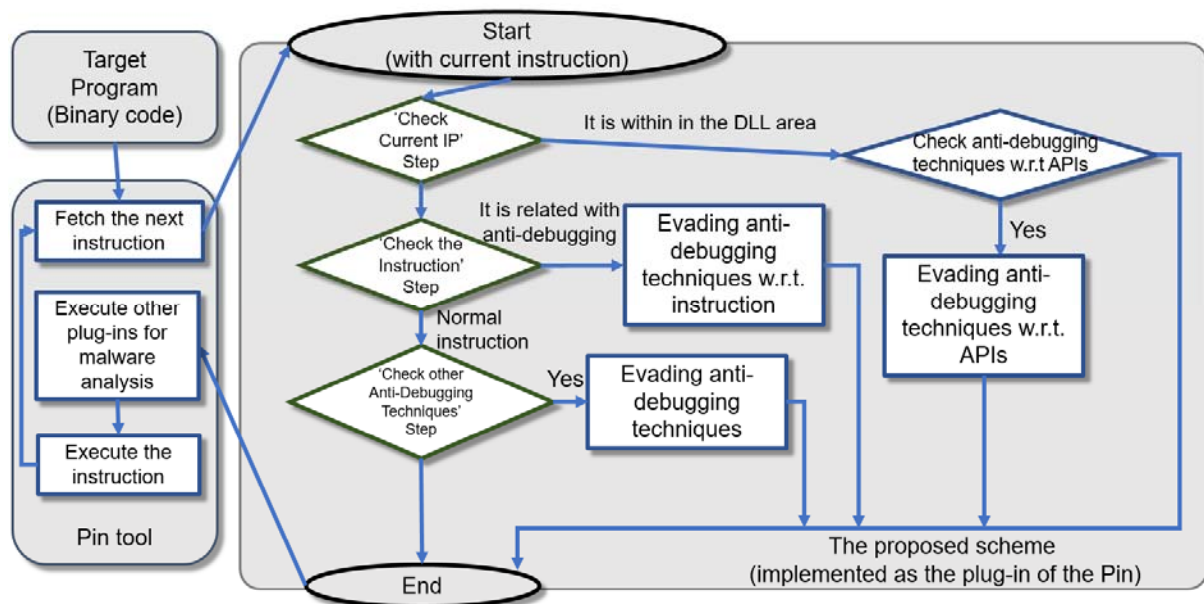 Target
Program
(Binary code)
Fetch the next
instruction
Execute other
plug-ins for
malware
analysis
Execute the
instruction
Pin tool
Start
(with current instruction)
‘Check
Current IP’
Step
It is within in the DLL area
Check anti-debugging
techniques w.r.t APIs
It is related with
anti-debugging
‘Check the
Instruction’
Step
Evading anti-
debugging
techniques w.r.t.
instruction
Yes
Evading anti-
debugging
techniques w.r.t.
APIs
Normal
instruction
‘Check other
Anti-Debugging
Techniques’
Step
Yes
Evading anti-
debugging
techniques
The proposed scheme
(implemented as the plug-in of the Pin)
End